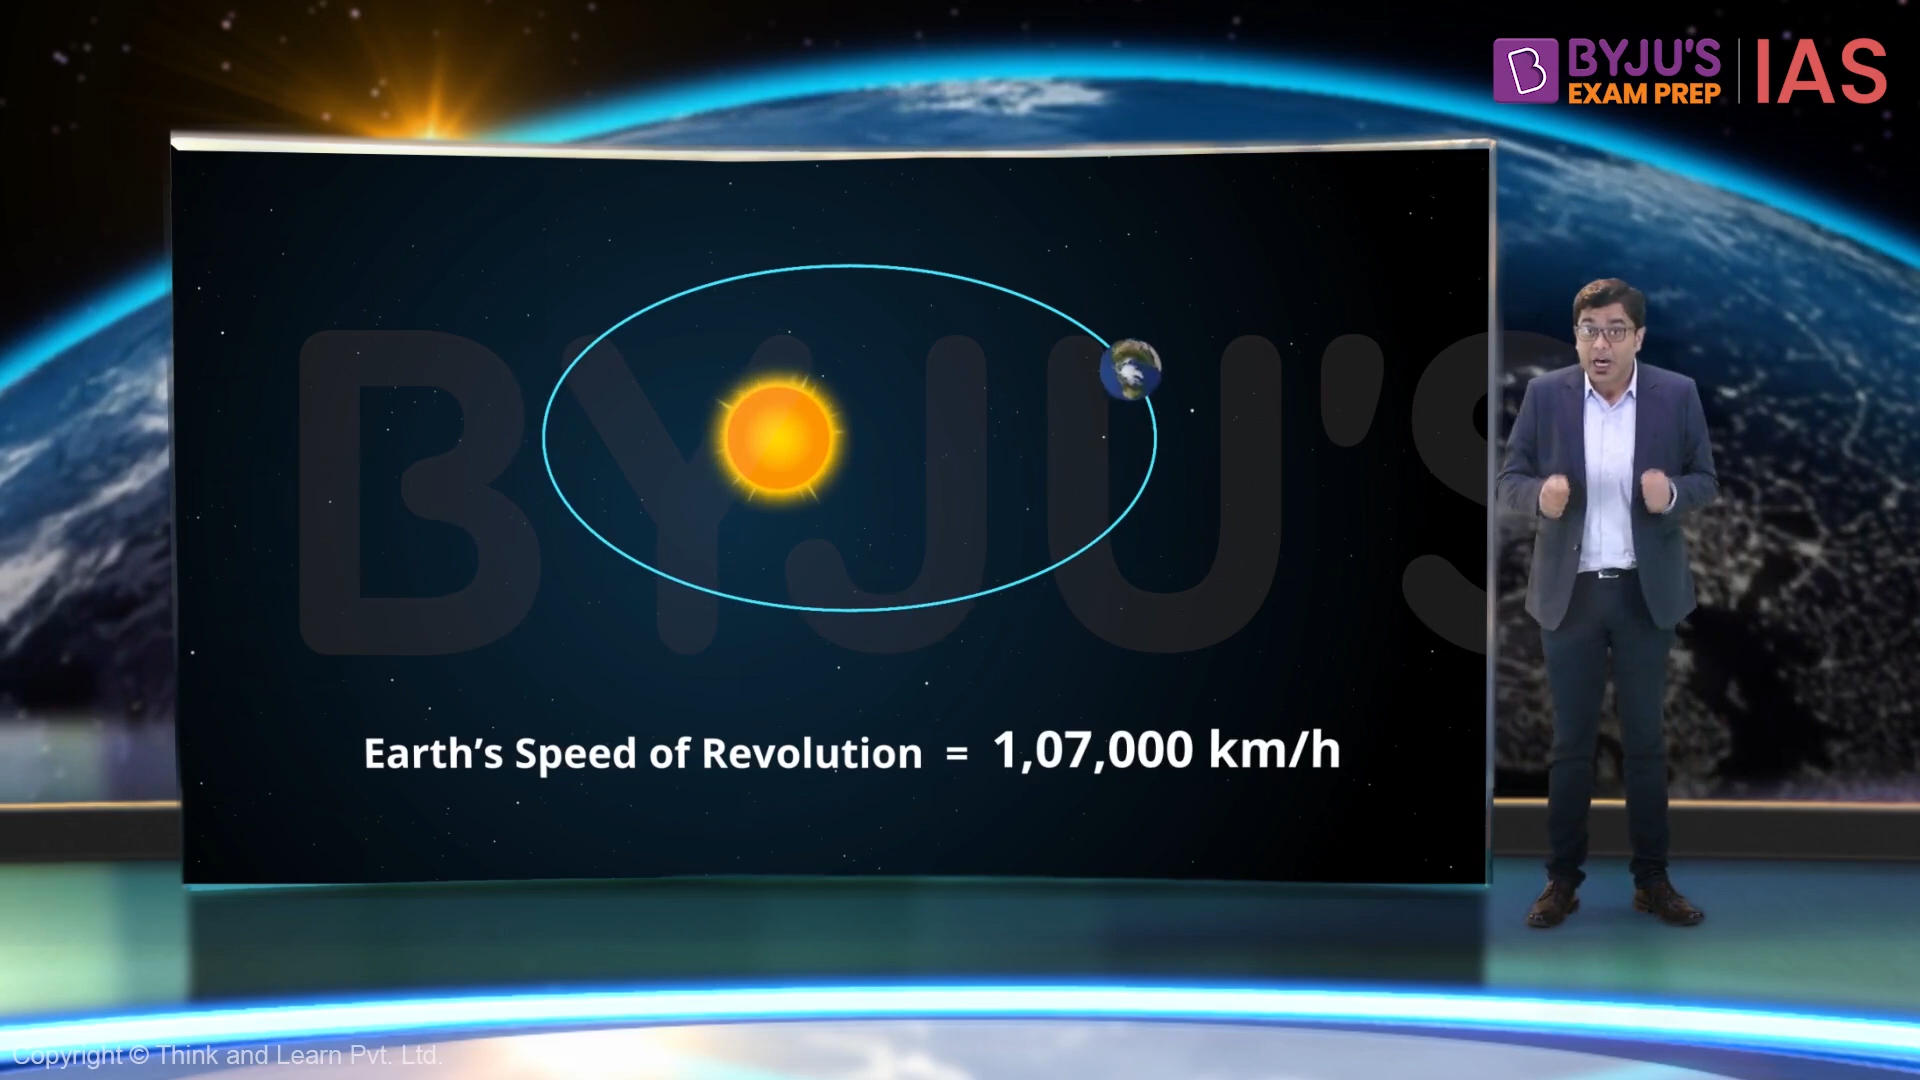 BYJU'S
EXAM PREP
IAS
BYJU'S
Earth’s Speed of Revolution = 1,07,000 km/h
Copyright © Think and Learn Pvt. Ltd.